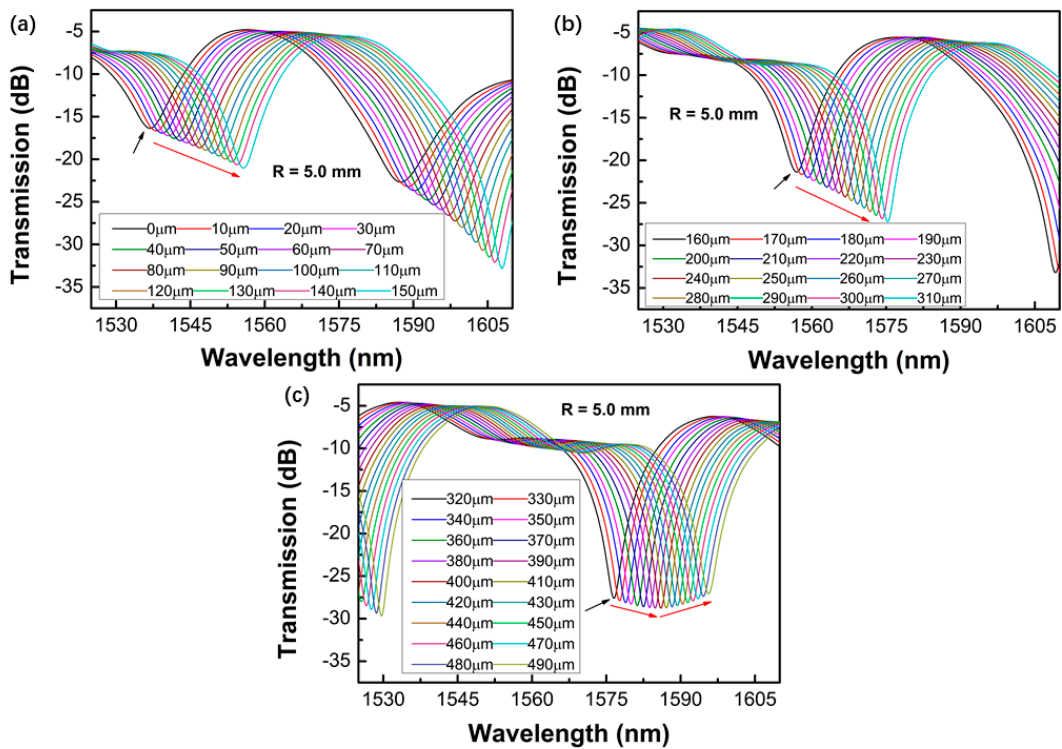 (a)
Transmission (dB)
-5
-10
-15
-20
-25
-30
-35
R = 5.0 mm
0μm 10μm 20μm 30μm
40μm 50μm 60μm 70μm
80μm 90μm 100μm 110μm
120μm 130μm 140μm 150μm
1530 1545 1560 1575 1590 1605
Wavelength (nm)
(b)
Transmission (dB)
-5
-10
-15
-20
-25
-30
-35
R = 5.0 mm
160μm 170μm 180μm 190μm
200μm 210μm 220μm 230μm
240μm 250μm 260μm 270μm
280μm 290μm 300μm 310μm
1530 1545 1560 1575 1590 1605
Wavelength (nm)
(c)
Transmission (dB)
-5
-10
-15
-20
-25
-30
-35
R = 5.0 mm
320μm 330μm
340μm 350μm
360μm 370μm
380μm 390μm
400μm 410μm
420μm 430μm
440μm 450μm
460μm 470μm
480μm 490μm
1530 1545 1560 1575 1590 1605
Wavelength (nm)